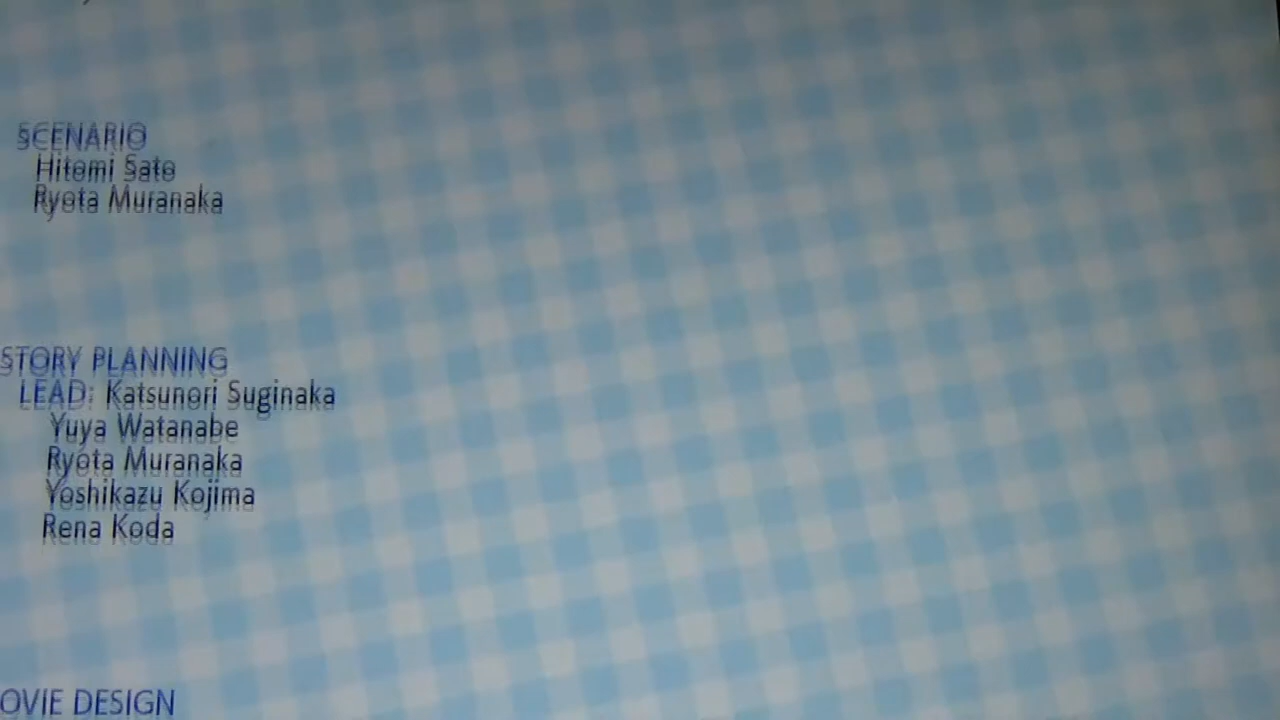 SCENARIO
Hitomi Sato
Ryota Muranaka
STORY PLANNING
LEAD: Katsunori Suginaka
Yuya Watanabe
Ryota Muranaka
Yoshikazu Kojima
Rena Koda
OVIE DESIGN